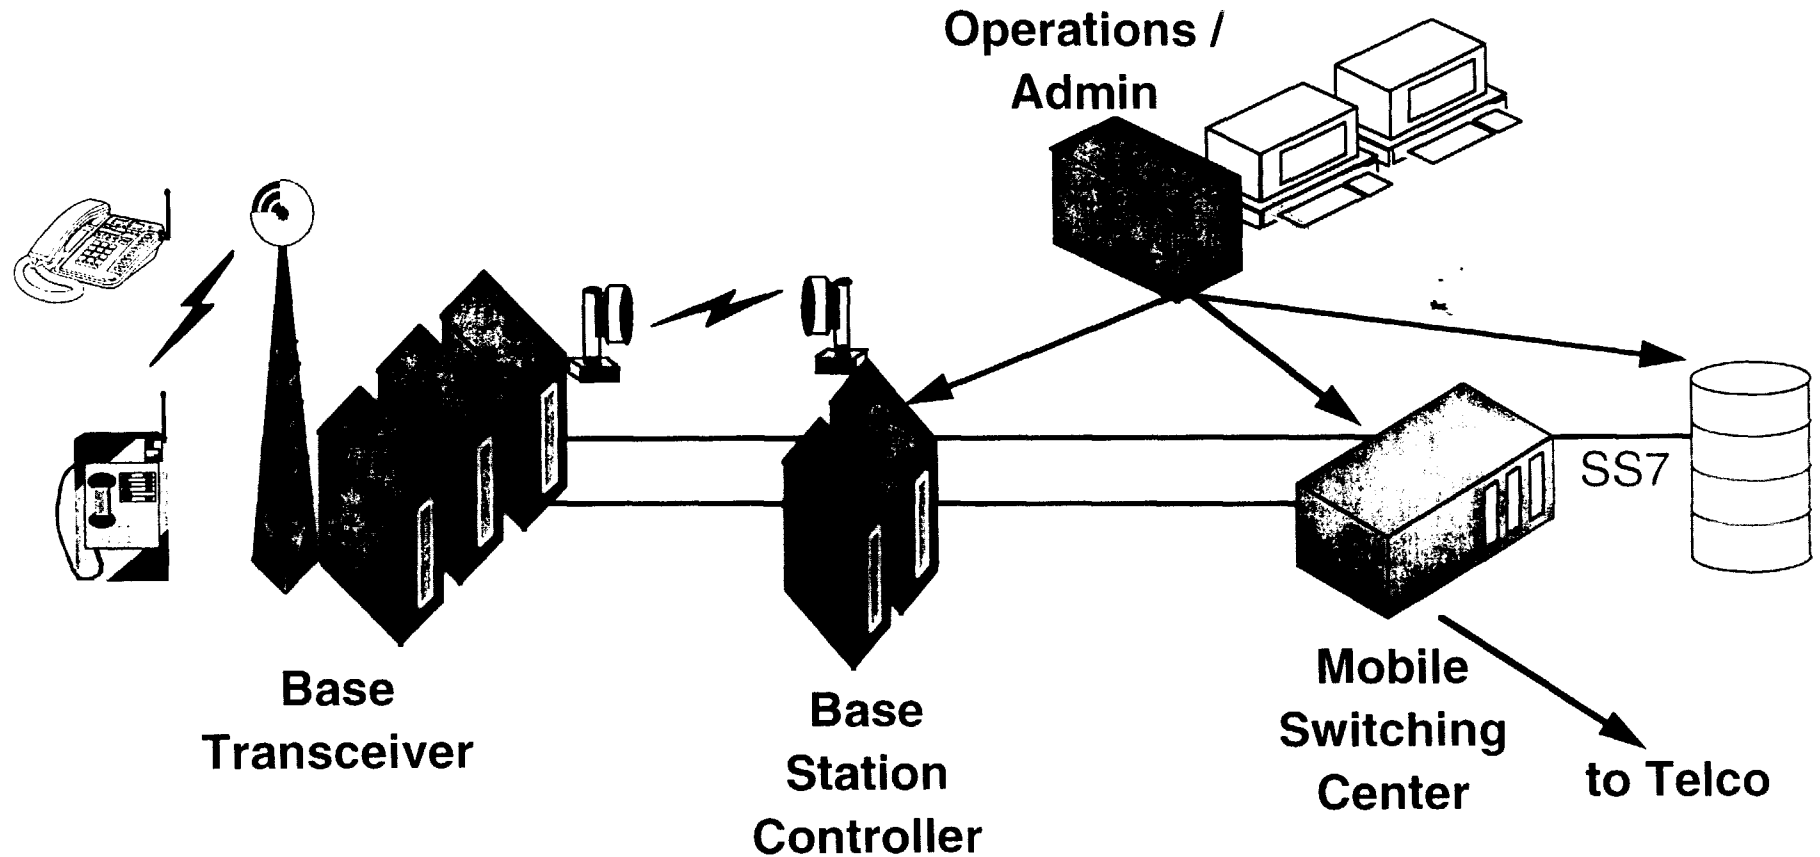 Operations /
Admin
SS7
Base
Transceiver
Base
Station
Controller
Mobile
Switching
Center
to Telco